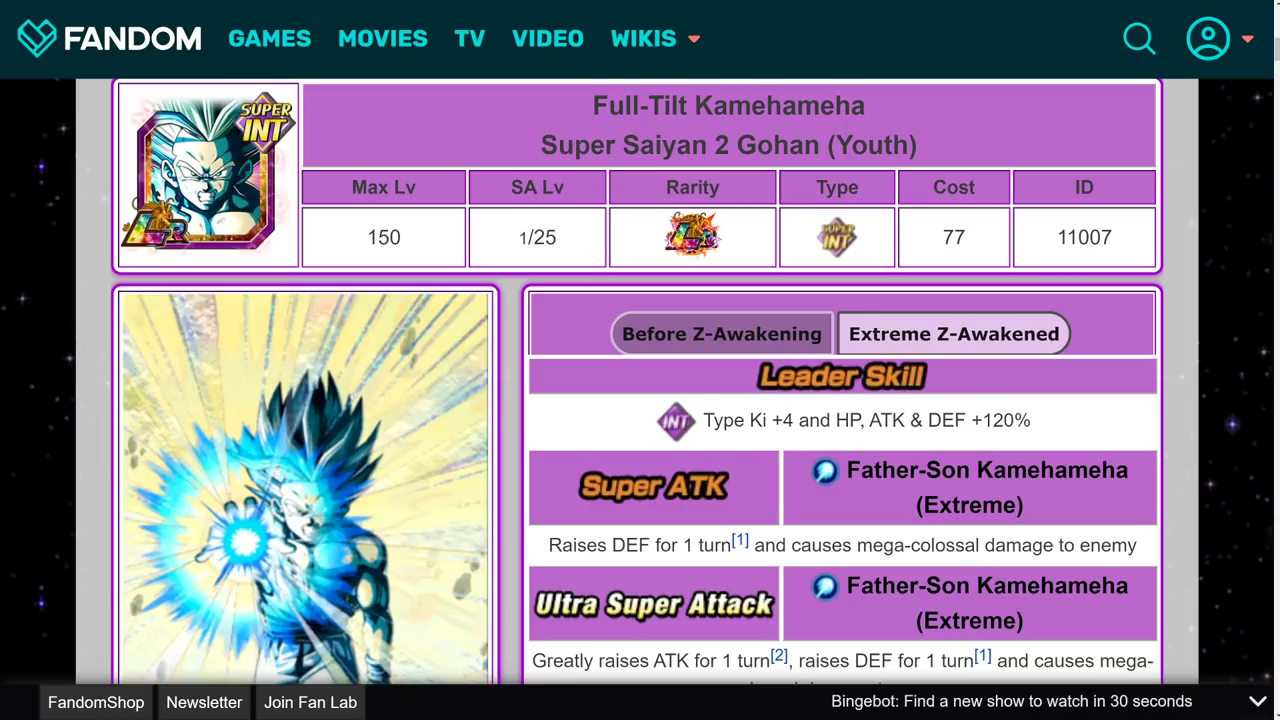 FANDOM GAMES MOVIES TV VIDEO WIKIS
SUPER INT
LR
Full-Tilt Kamehameha
Super Saiyan 2 Gohan (Youth)
Max Lv SA Lv Rarity Type Cost ID
150 1/25 LR SUPER INT 77 11007
Before Z-Awakening Extreme Z-Awakened
Leader Skill
INT Type Ki +4 and HP, ATK & DEF +120%
Super ATK
Father-Son Kamehameha
(Extreme)
Raises DEF for 1 turn[1] and causes mega-colossal damage to enemy
Ultra Super Attack
Father-Son Kamehameha
(Extreme)
Greatly raises ATK for 1 turn[2], raises DEF for 1 turn[1] and causes mega-
FandomShop Newsletter Join Fan Lab Bingebot: Find a new show to watch in 30 seconds